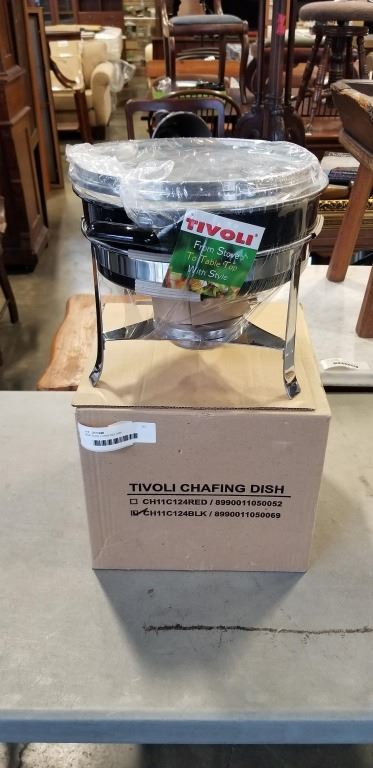 TIVOLI
From Stove
To Table Top
With Style
TIVOLI CHAFING DISH
CH11C124RED / 8990011050052
CH11C124BLK / 8990011050069